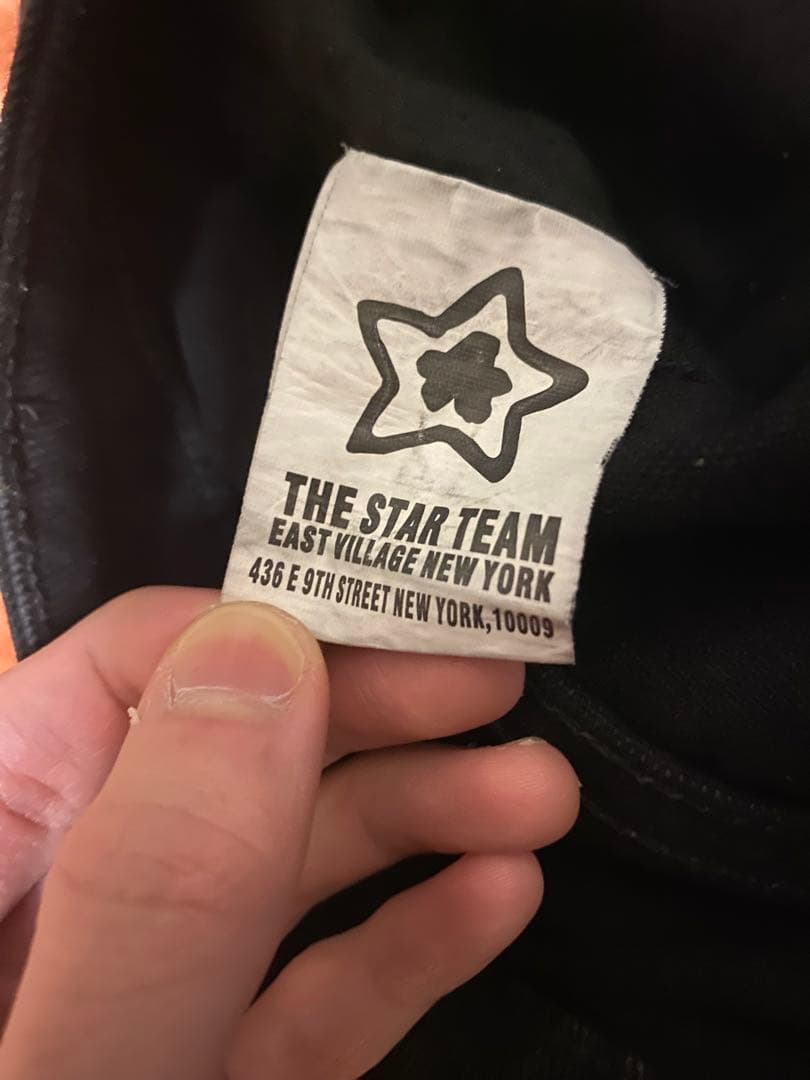 THE STAR TEAM
EAST VILLAGE NEW YORK
436 E 9TH STREET NEW YORK,10009